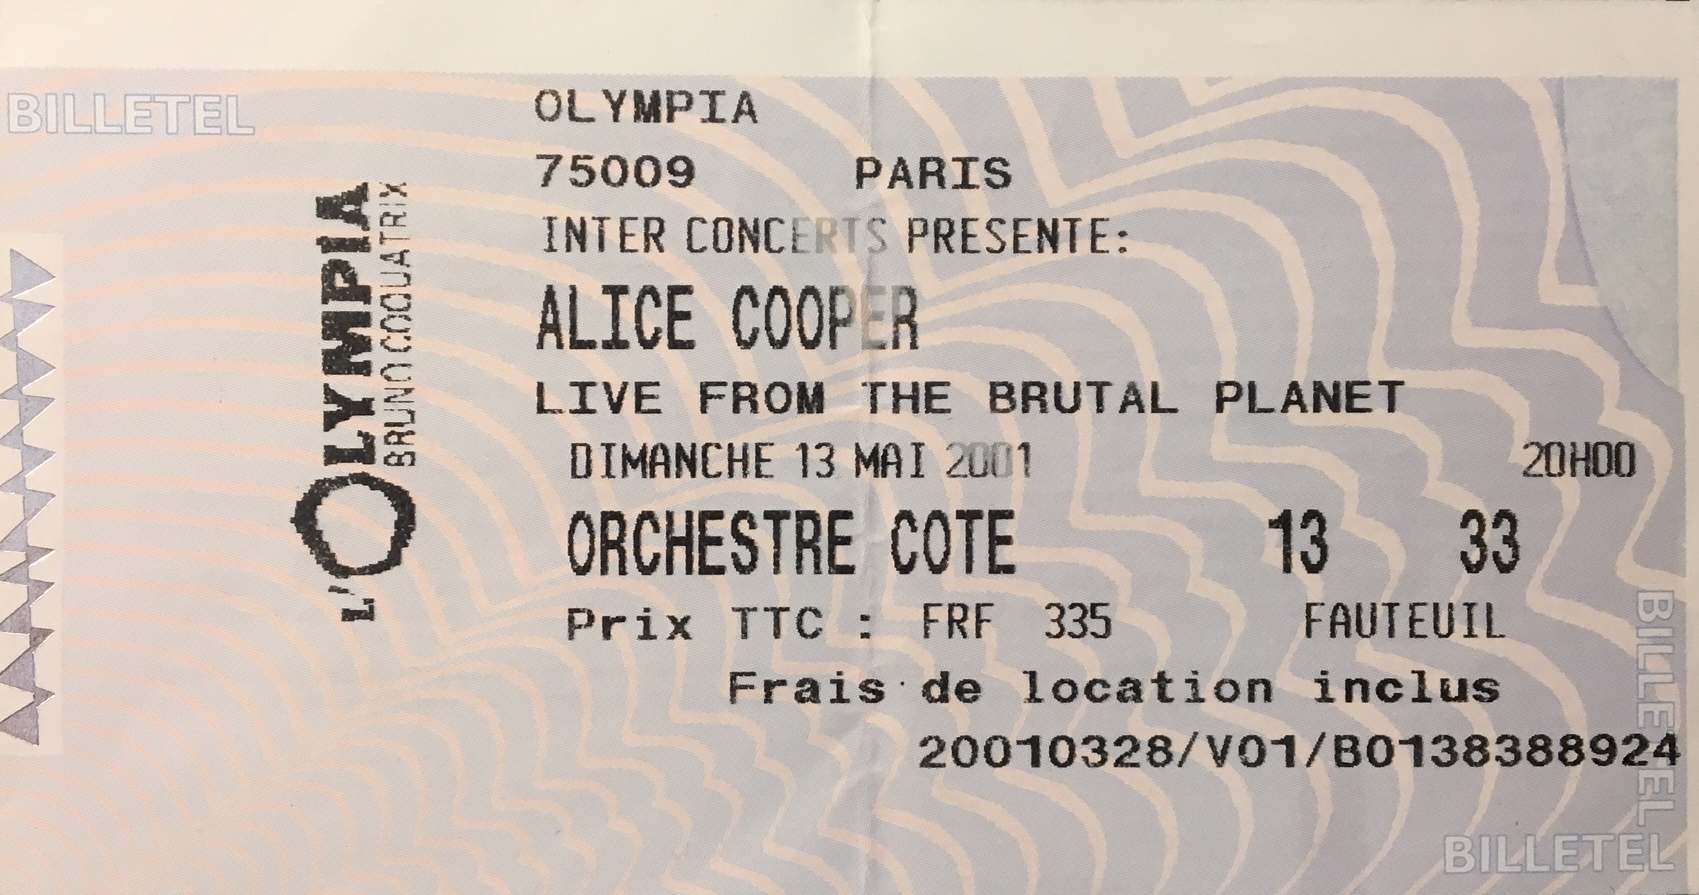 BILLETEL
OLYMPIA
75009 PARIS
INTER CONCERTS PRESENTE:
ALICE COOPER
LIVE FROM THE BRUTAL PLANET
DIMANCHE 13 MAI 2001 20H00
ORCHESTRE COTE 13 33
Prix TTC : FRF 335 FAUTEUIL
Frais de location inclus
20010328/V01/B0138388924
L'OLYMPIA
BRUNO COQUATRIX
BILLETEL
BILLETEL